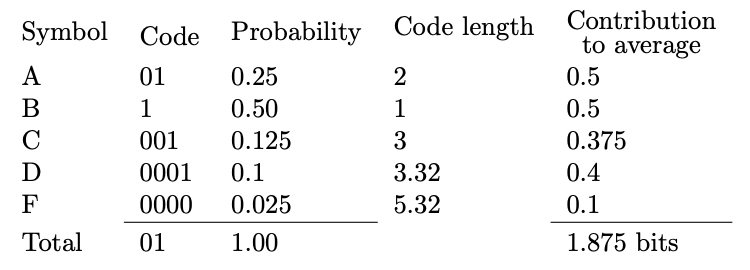 Symbol Code Probability Code length Contribution
to average
A 01 0.25 2 0.5
B 1 0.50 1 0.5
C 001 0.125 3 0.375
D 0001 0.1 3.32 0.4
F 0000 0.025 5.32 0.1
Total 01 1.00 1.875 bits